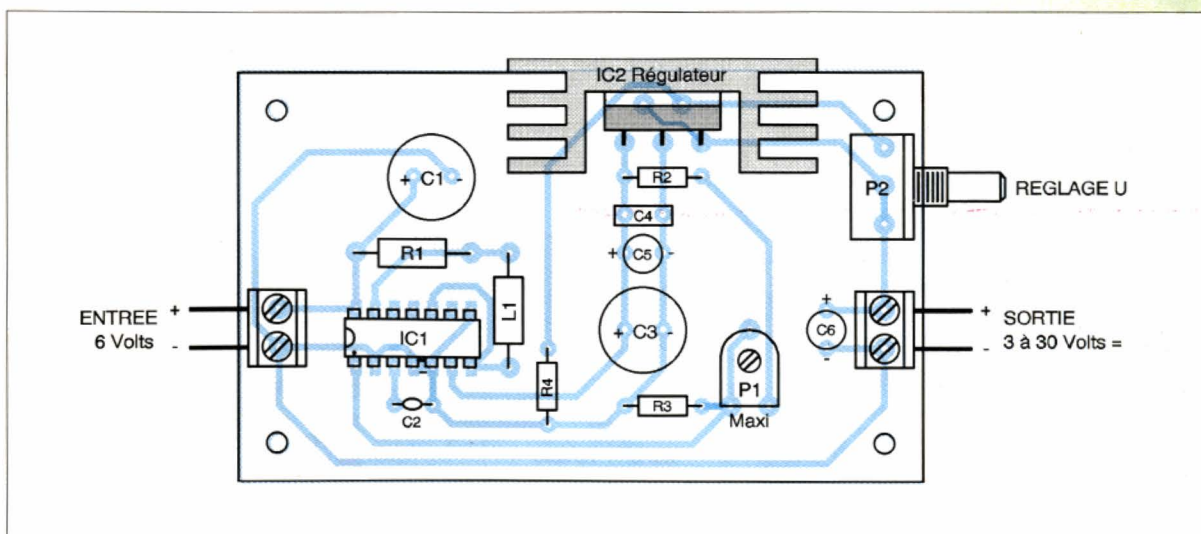 IC2 Régulateur
+ C1 -
R2
P2
REGLAGE U
C4
+ C5 -
R1
L1
ENTREE +
6 Volts -
IC1
+ C3 -
+
C6
-
+ SORTIE
- 3 à 30 Volts =
P1
Maxi
R4
R3
C2